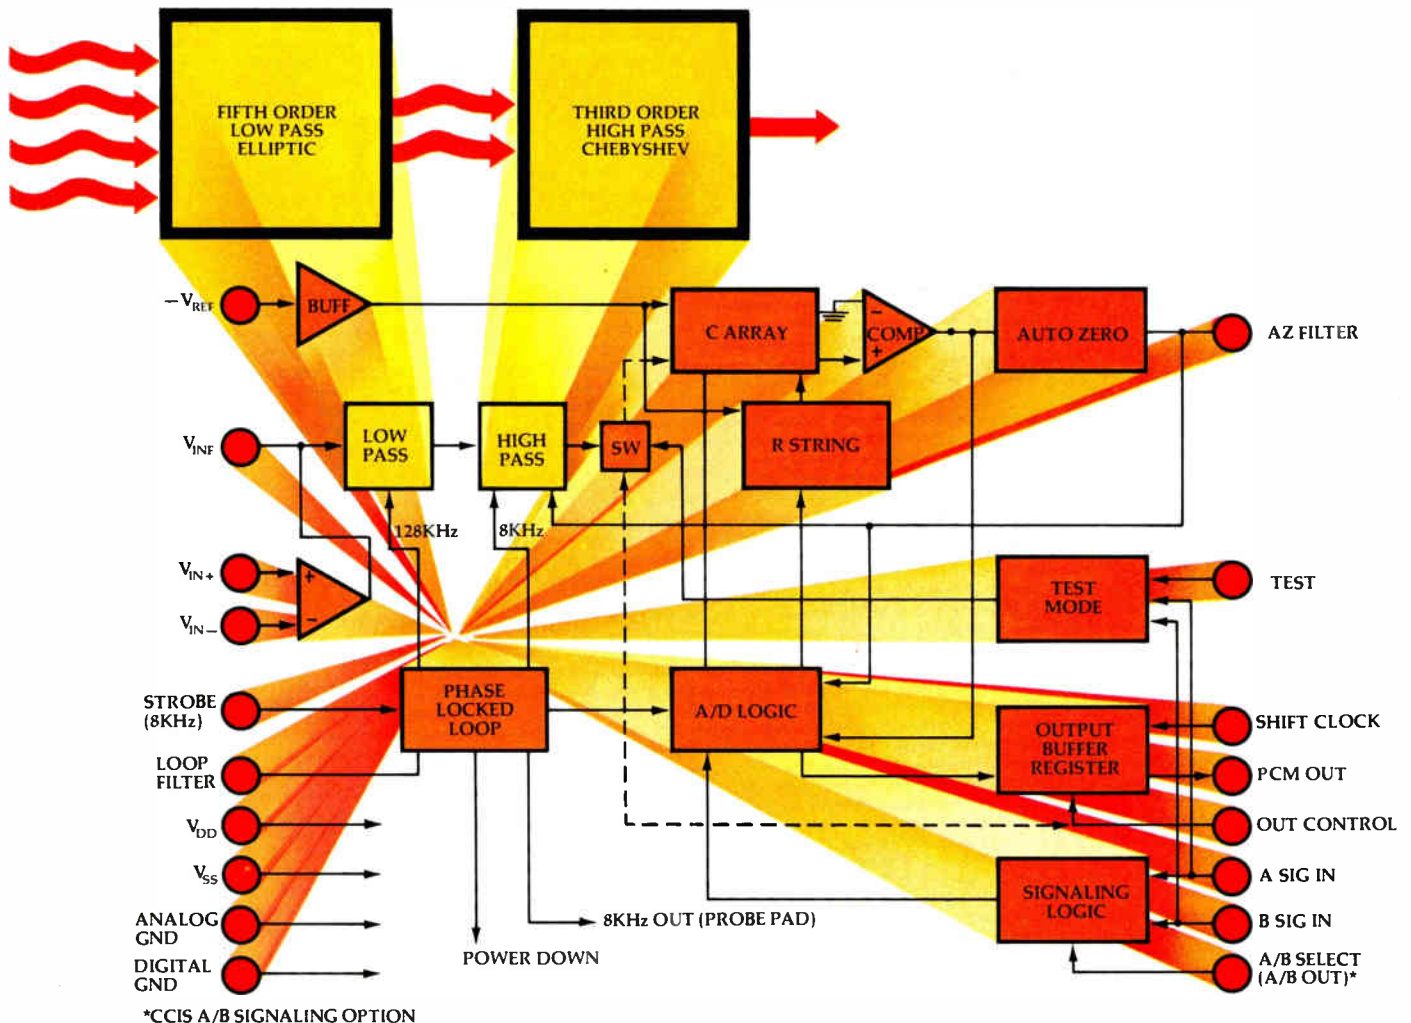 FIFTH ORDER
LOW PASS
ELLIPTIC
THIRD ORDER
HIGH PASS
CHEBYSHEV
−VREF
BUFF
C ARRAY
−
COMP
+
AUTO ZERO
AZ FILTER
VINF
LOW
PASS
HIGH
PASS
SW
R STRING
128KHz
8KHz
VIN+
+
VIN−
−
TEST
MODE
TEST
STROBE
(8KHz)
PHASE
LOCKED
LOOP
A/D LOGIC
OUTPUT
BUFFER
REGISTER
SHIFT CLOCK
LOOP
FILTER
PCM OUT
VDD
OUT CONTROL
VSS
SIGNALING
LOGIC
A SIG IN
ANALOG
GND
8KHz OUT (PROBE PAD)
B SIG IN
POWER DOWN
DIGITAL
GND
A/B SELECT
(A/B OUT)*
*CCIS A/B SIGNALING OPTION